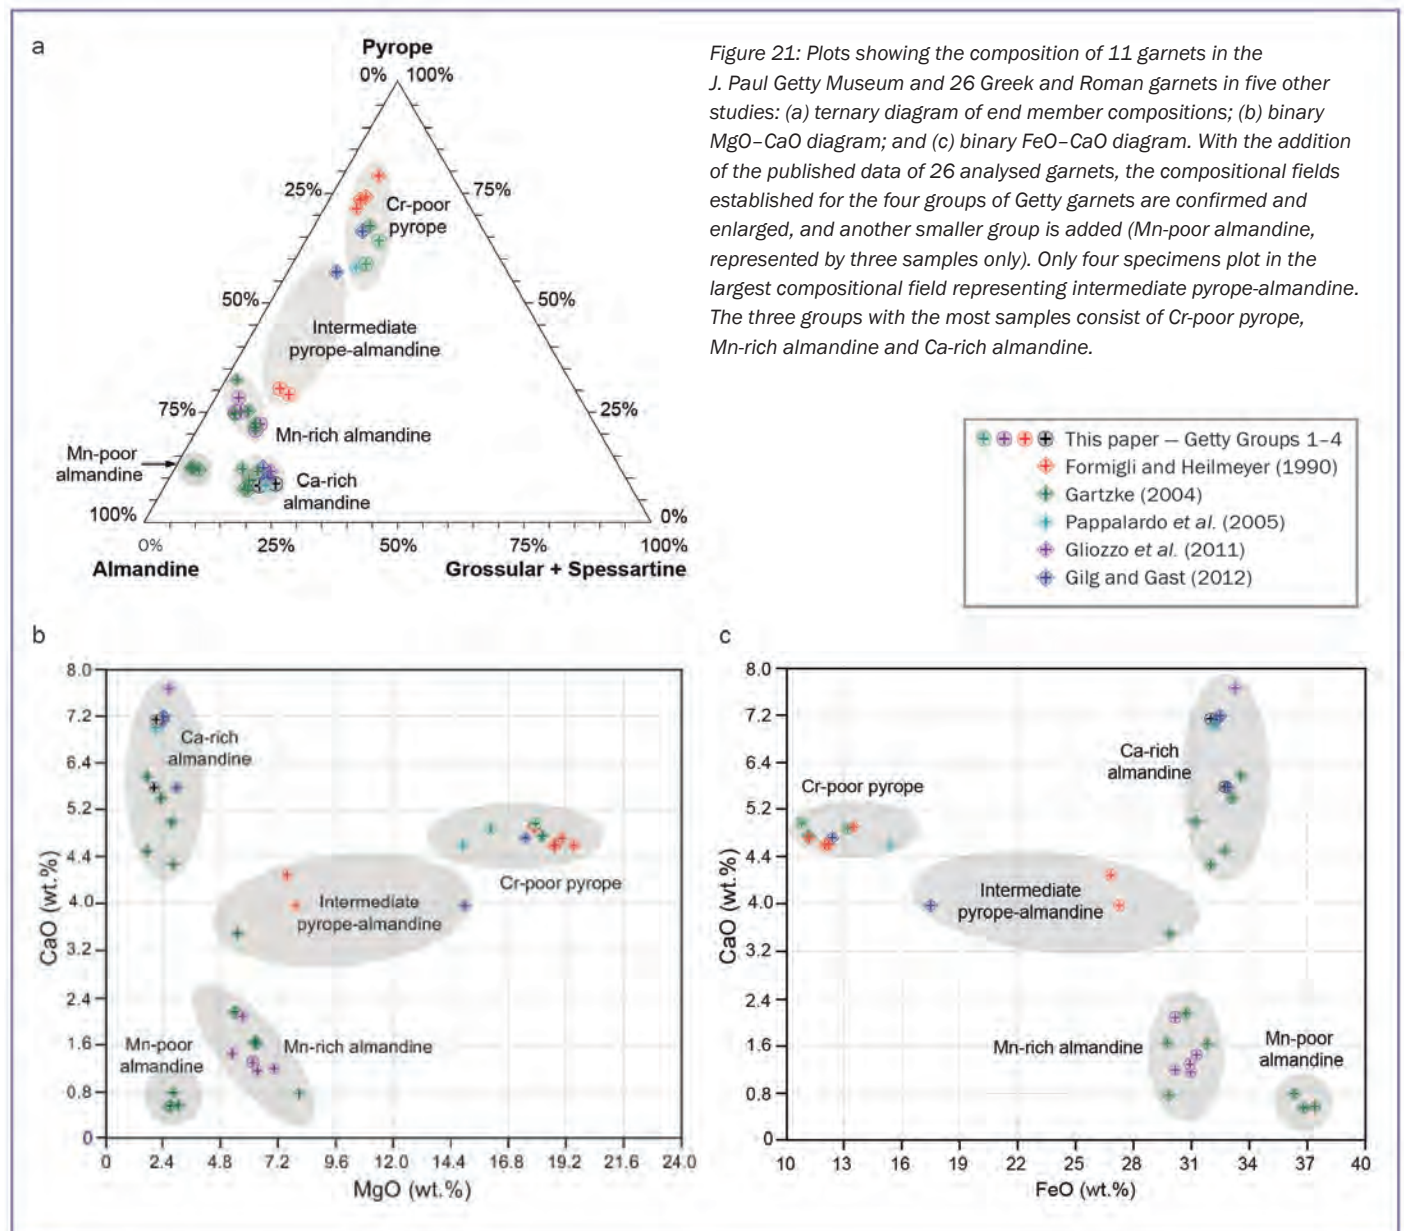 a
Pyrope
0% 100%
25%
75%
Cr-poor
pyrope
50%
50%
Intermediate
pyrope-almandine
75%
25%
Mn-rich almandine
Mn-poor
almandine
Ca-rich
almandine
100%
0%
0% 25% 50% 75% 100%
Almandine
Grossular + Spessartine
Figure 21: Plots showing the composition of 11 garnets in the
J. Paul Getty Museum and 26 Greek and Roman garnets in five other
studies: (a) ternary diagram of end member compositions; (b) binary
MgO–CaO diagram; and (c) binary FeO–CaO diagram. With the addition
of the published data of 26 analysed garnets, the compositional fields
established for the four groups of Getty garnets are confirmed and
enlarged, and another smaller group is added (Mn-poor almandine,
represented by three samples only). Only four specimens plot in the
largest compositional field representing intermediate pyrope-almandine.
The three groups with the most samples consist of Cr-poor pyrope,
Mn-rich almandine and Ca-rich almandine.
This paper — Getty Groups 1–4
Formigli and Heilmeyer (1990)
Gartzke (2004)
Pappalardo et al. (2005)
Gliozzo et al. (2011)
Gilg and Gast (2012)
b
8.0
7.2
6.4
5.2
4.4
4.0
3.2
2.4
1.6
0.8
0
CaO (wt.%)
Ca-rich
almandine
Cr-poor pyrope
Intermediate
pyrope-almandine
Mn-poor
almandine
Mn-rich almandine
0 2.4 4.8 7.2 9.6 12.0 14.4 16.8 19.2 21.6 24.0
MgO (wt.%)
c
8.0
7.2
6.4
5.2
4.4
4.0
3.2
2.4
1.6
0.8
0
CaO (wt.%)
Ca-rich
almandine
Cr-poor pyrope
Intermediate
pyrope-almandine
Mn-rich almandine
Mn-poor
almandine
10 13 16 19 22 25 28 31 34 37 40
FeO (wt.%)